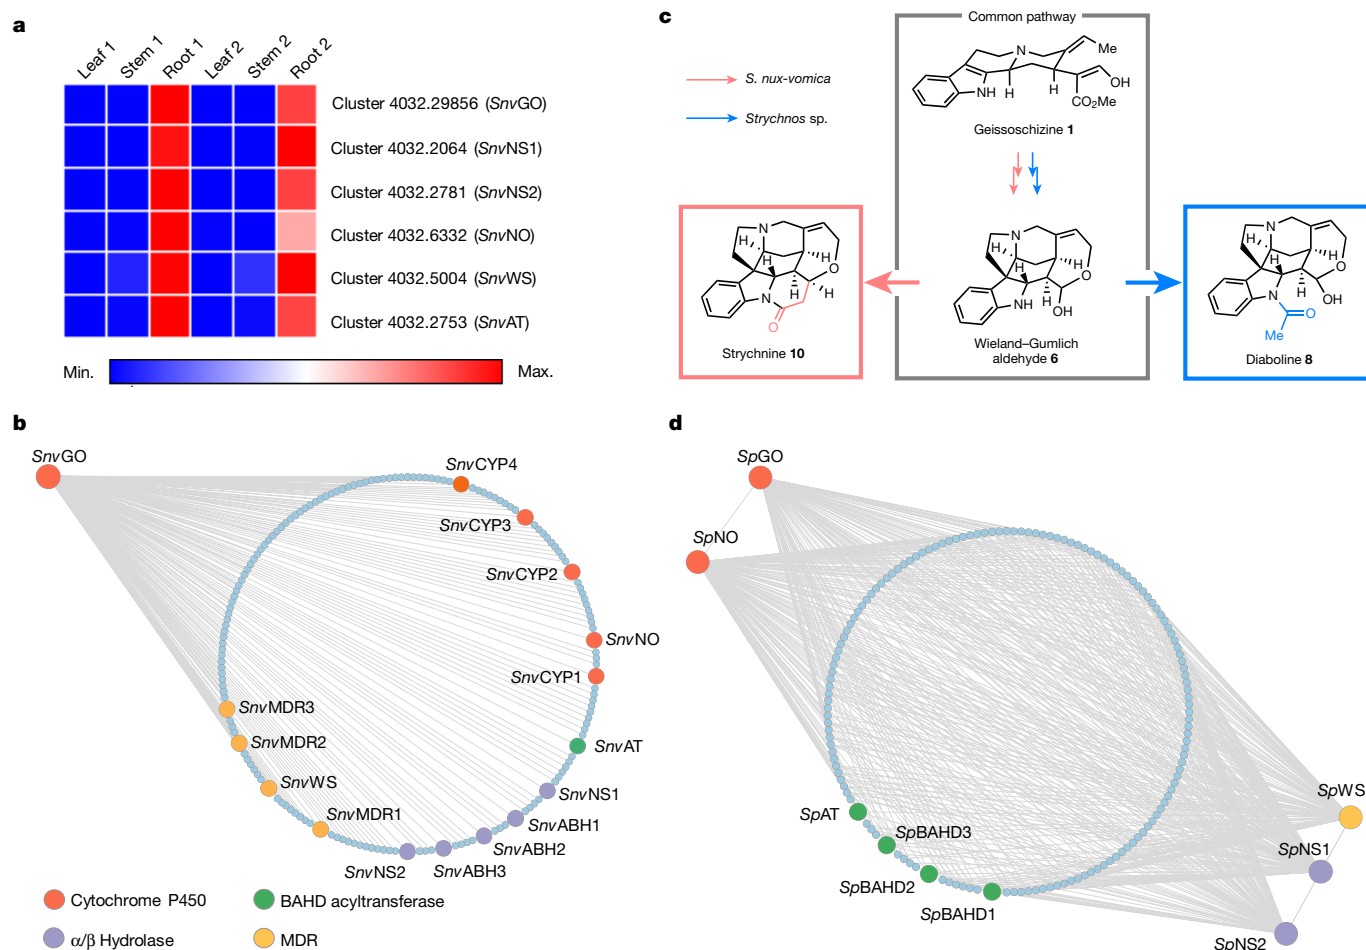 a
Leaf 1
Stem 1
Root 1
Leaf 2
Stem 2
Root 2
Cluster 4032.29856 (SnvGO)
Cluster 4032.2064 (SnvNS1)
Cluster 4032.2781 (SnvNS2)
Cluster 4032.6332 (SnvNO)
Cluster 4032.5004 (SnvWS)
Cluster 4032.2753 (SnvAT)
Min.
Max.
b
SnvGO
SnvCYP4
SnvCYP3
SnvCYP2
SnvNO
SnvCYP1
SnvAT
SnvNS1
SnvABH1
SnvABH2
SnvABH3
SnvNS2
SnvMDR1
SnvWS
SnvMDR2
SnvMDR3
Cytochrome P450
BAHD acyltransferase
α/β Hydrolase
MDR
c
S. nux-vomica
Strychnos sp.
Common pathway
N
Me
NH
H
H
OH
CO₂Me
Geissoschizine 1
N
H
H
H
O
N
H
H
O
Strychnine 10
N
H
H
H
O
NH
H
OH
Wieland–Gumlich
aldehyde 6
N
H
H
H
O
N
H
OH
O
Me
Diaboline 8
d
SpGO
SpNO
SpWS
SpNS1
SpNS2
SpAT
SpBAHD3
SpBAHD2
SpBAHD1